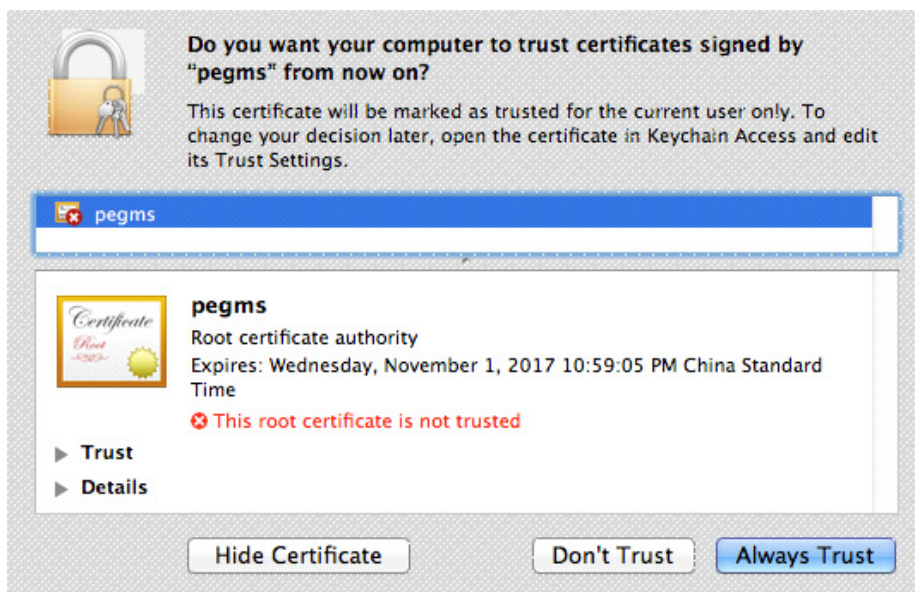 Do you want your computer to trust certificates signed by
“pegms” from now on?
This certificate will be marked as trusted for the current user only. To
change your decision later, open the certificate in Keychain Access and edit
its Trust Settings.
pegms
Certificate
Root
pegms
Root certificate authority
Expires: Wednesday, November 1, 2017 10:59:05 PM China Standard
Time
This root certificate is not trusted
Trust
Details
Hide Certificate
Don't Trust
Always Trust